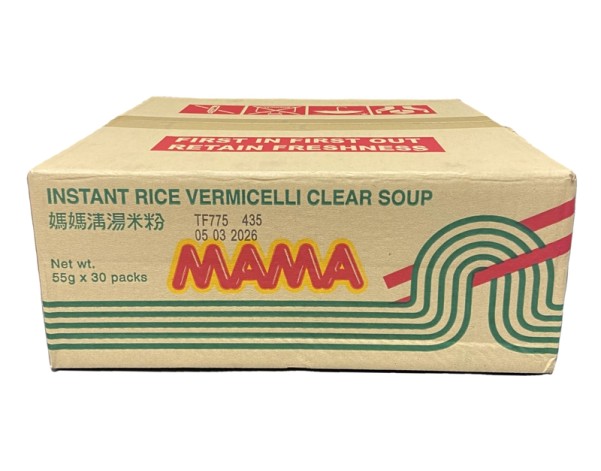 FIRST IN FIRST OUT
RETAIN FRESHNESS
INSTANT RICE VERMICELLI CLEAR SOUP
媽媽清湯米粉
TF775 435
05 03 2026
MAMA
Net wt.
55g x 30 packs